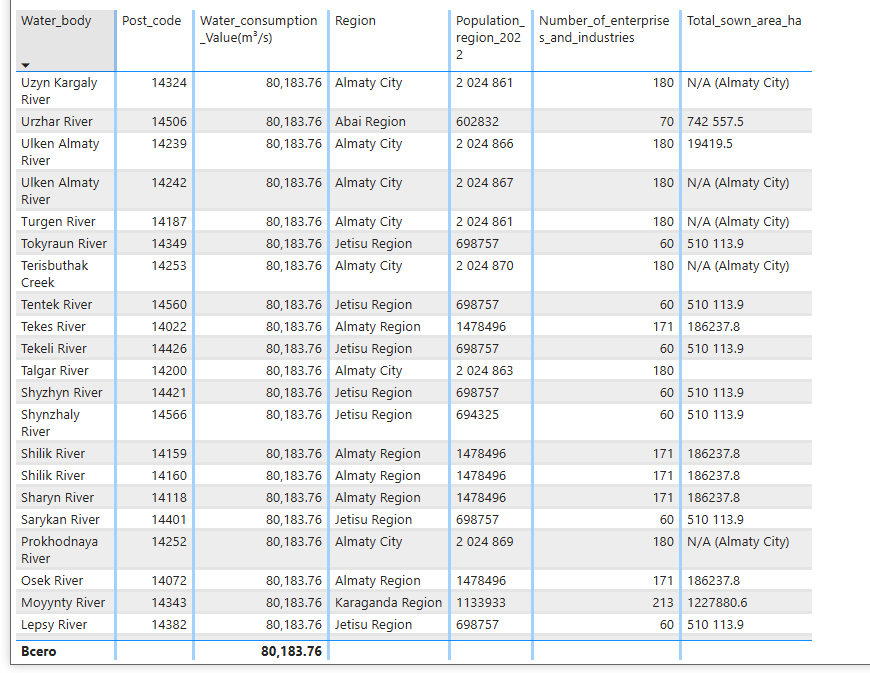 Water_body Post_code Water_consumption Region Population_ Number_of_enterprise Total_sown_area_ha
_Value(m³/s) region_202 s_and_industries
2
Uzyn Kargaly 14324 80,183.76 Almaty City 2 024 861 180 N/A (Almaty City)
River
Urzhar River 14506 80,183.76 Abai Region 602832 70 742 557.5
Ulken Almaty 14239 80,183.76 Almaty City 2 024 866 180 19419.5
River
Ulken Almaty 14242 80,183.76 Almaty City 2 024 867 180 N/A (Almaty City)
River
Turgen River 14187 80,183.76 Almaty City 2 024 861 180 N/A (Almaty City)
Tokyraun River 14349 80,183.76 Jetisu Region 698757 60 510 113.9
Terisbuthak 14253 80,183.76 Almaty City 2 024 870 180 N/A (Almaty City)
Creek
Tentek River 14560 80,183.76 Jetisu Region 698757 60 510 113.9
Tekes River 14022 80,183.76 Almaty Region 1478496 171 186237.8
Tekeli River 14426 80,183.76 Jetisu Region 698757 60 510 113.9
Talgar River 14200 80,183.76 Almaty City 2 024 863 180
Shyzhyn River 14421 80,183.76 Jetisu Region 698757 60 510 113.9
Shynzhaly 14566 80,183.76 Jetisu Region 694325 60 510 113.9
River
Shilik River 14159 80,183.76 Almaty Region 1478496 171 186237.8
Shilik River 14160 80,183.76 Almaty Region 1478496 171 186237.8
Sharyn River 14118 80,183.76 Almaty Region 1478496 171 186237.8
Sarykan River 14401 80,183.76 Jetisu Region 698757 60 510 113.9
Prokhodnaya 14252 80,183.76 Almaty City 2 024 869 180 N/A (Almaty City)
River
Osek River 14072 80,183.76 Almaty Region 1478496 171 186237.8
Moyynty River 14343 80,183.76 Karaganda Region 1133933 213 1227880.6
Lepsy River 14382 80,183.76 Jetisu Region 698757 60 510 113.9
Всего 80,183.76